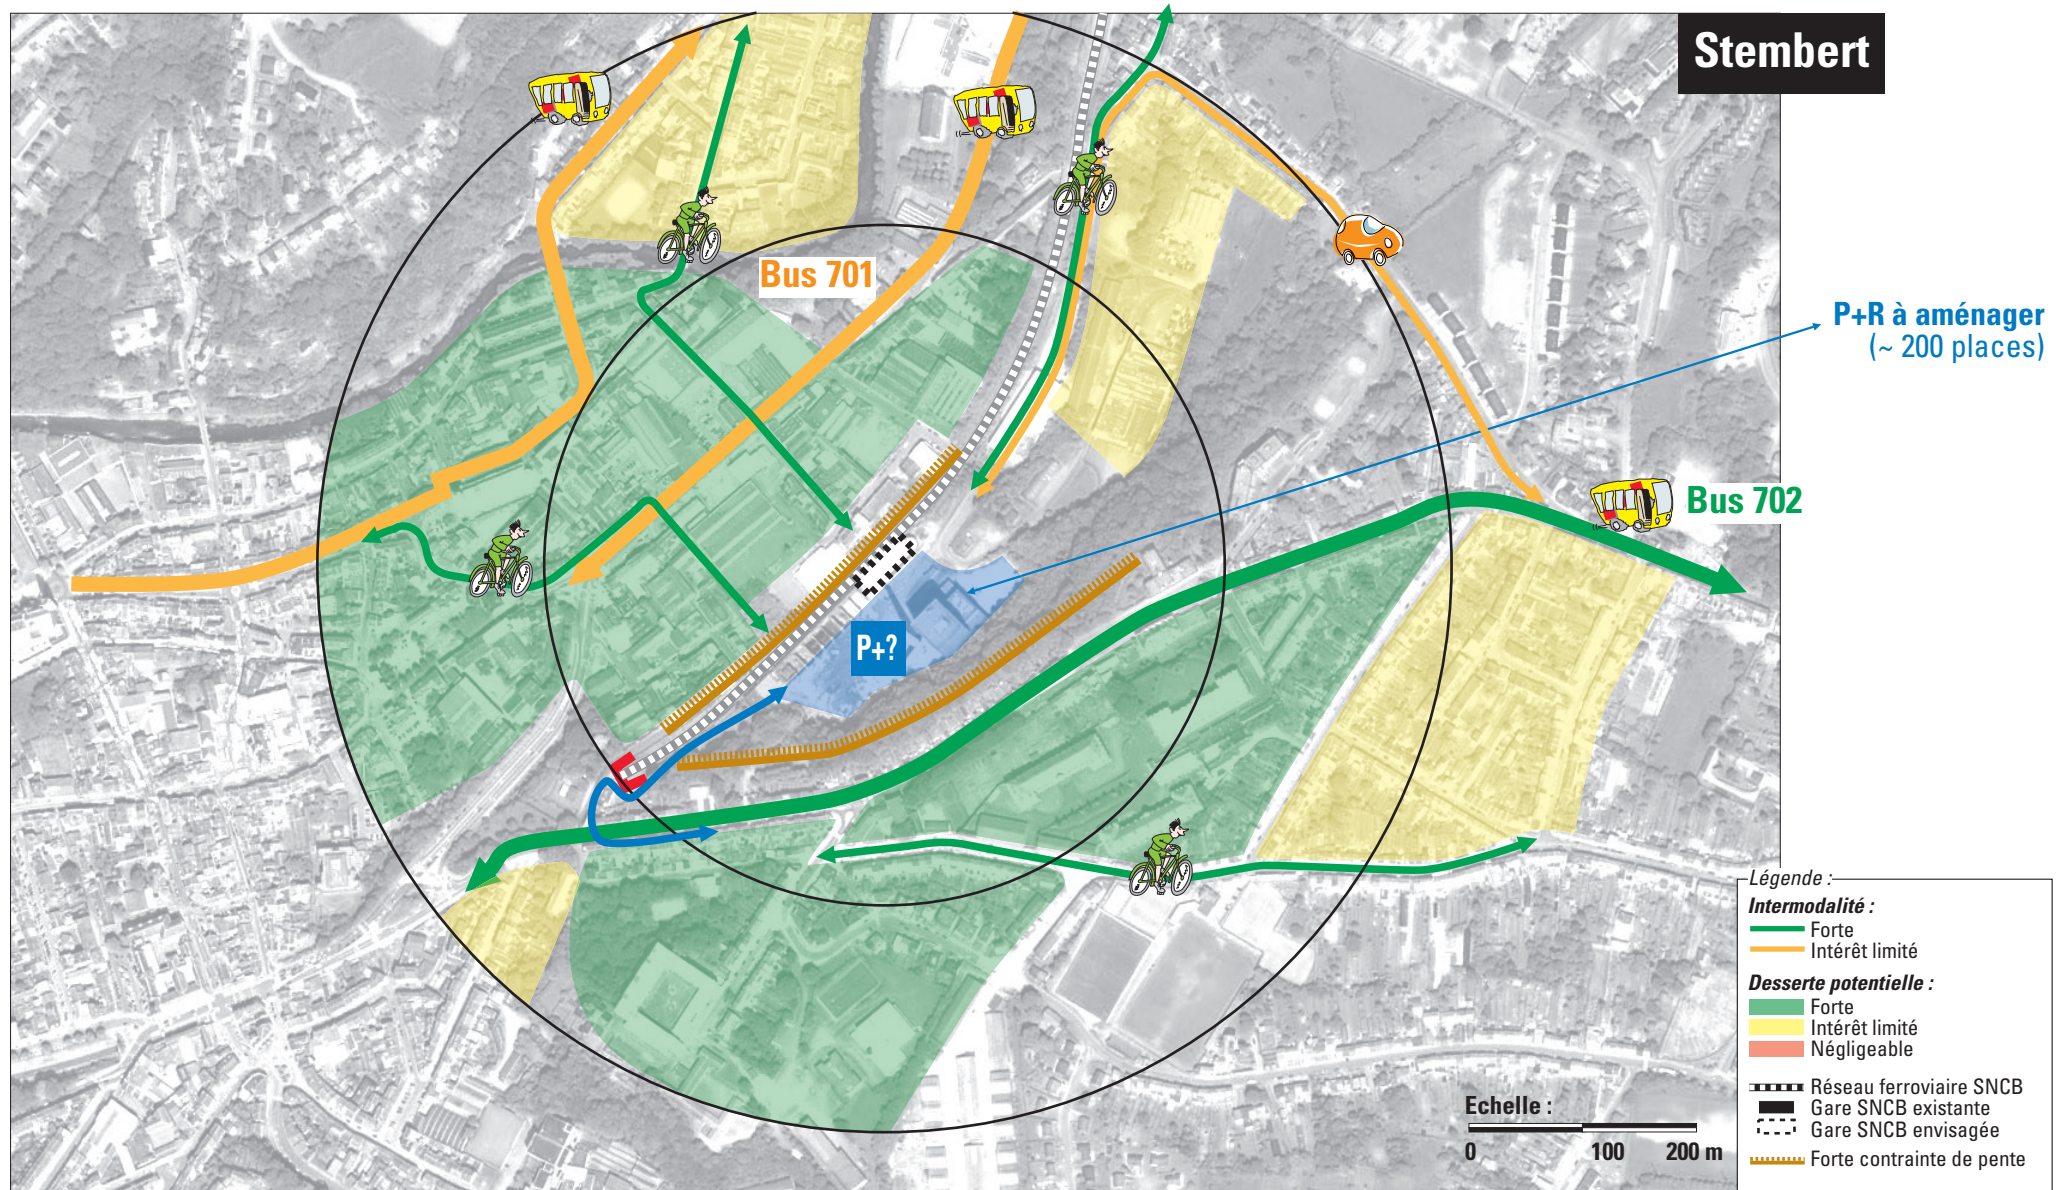 Stembert
Bus 701
P+R à aménager
(~ 200 places)
Bus 702
P+?
Légende :
Intermodalité :
Forte
Intérêt limité
Desserte potentielle :
Forte
Intérêt limité
Négligeable
Réseau ferroviaire SNCB
Gare SNCB existante
Gare SNCB envisagée
Forte contrainte de pente
Echelle :
0 100 200 m